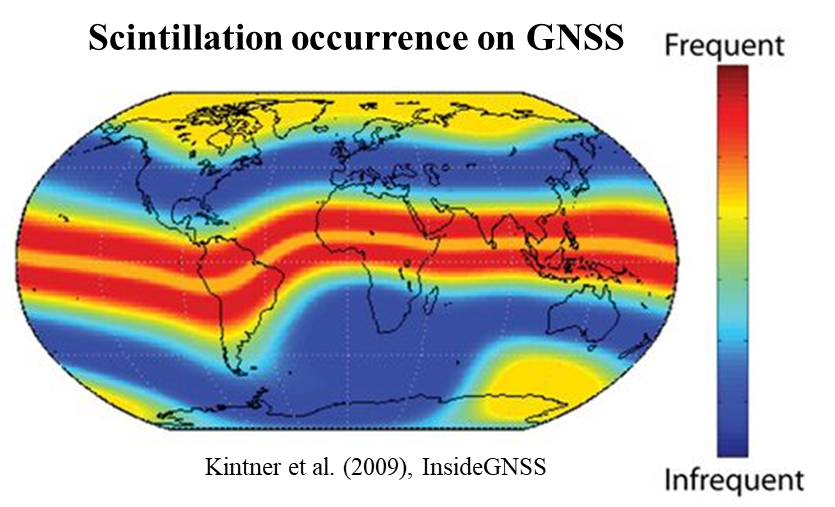 Scintillation occurrence on GNSS
Frequent
Kintner et al. (2009), InsideGNSS
Infrequent